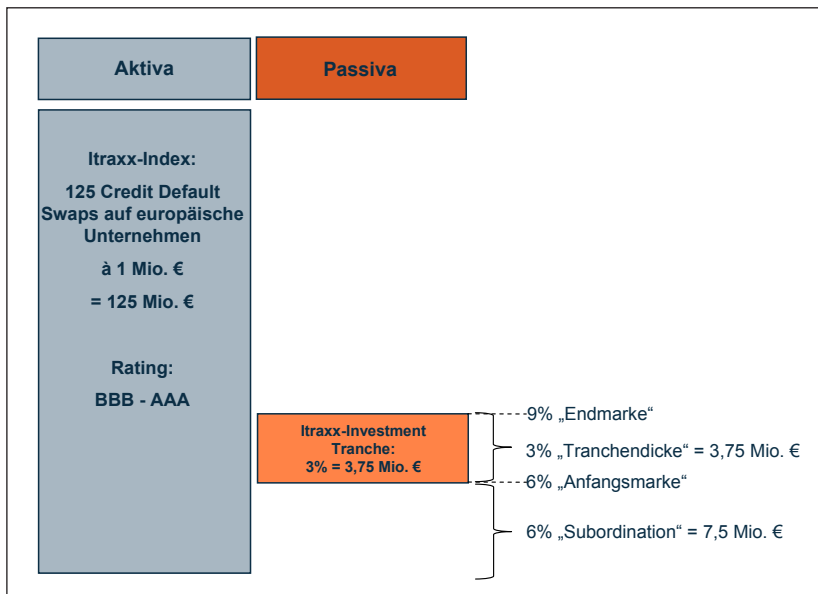 Aktiva
Passiva
Itraxx-Index:
125 Credit Default
Swaps auf europäische
Unternehmen
à 1 Mio. €
= 125 Mio. €
Rating:
BBB - AAA
Itraxx-Investment
Tranche:
3% = 3,75 Mio. €
9% „Endmarke“
3% „Tranchendicke“ = 3,75 Mio. €
6% „Anfangsmarke“
6% „Subordination“ = 7,5 Mio. €